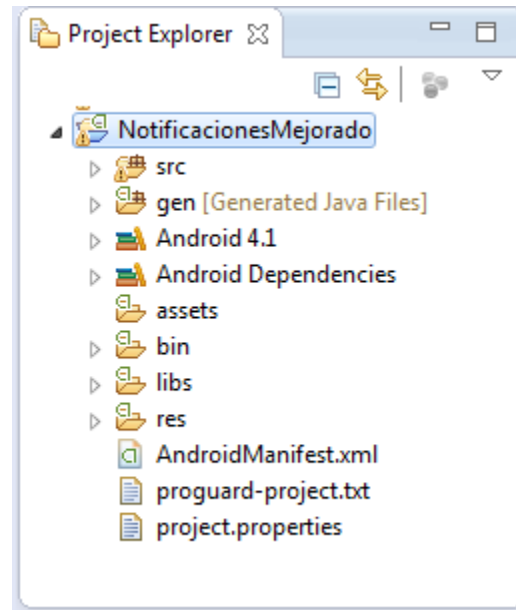 Project Explorer
NotificacionesMejorado
src
gen [Generated Java Files]
Android 4.1
Android Dependencies
assets
bin
libs
res
AndroidManifest.xml
proguard-project.txt
project.properties